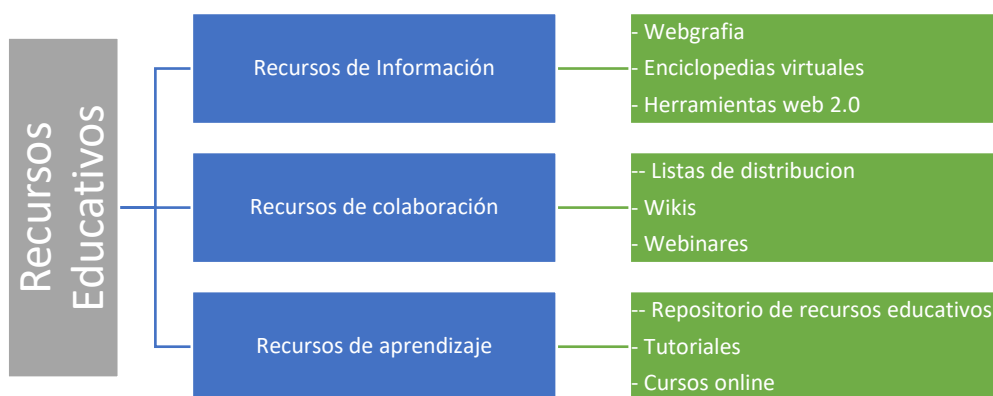 Recursos
Educativos
Recursos de Información
- Webgrafia
- Enciclopedias virtuales
- Herramientas web 2.0
Recursos de colaboración
-- Listas de distribucion
- Wikis
- Webinares
Recursos de aprendizaje
-- Repositorio de recursos educativos
- Tutoriales
- Cursos online